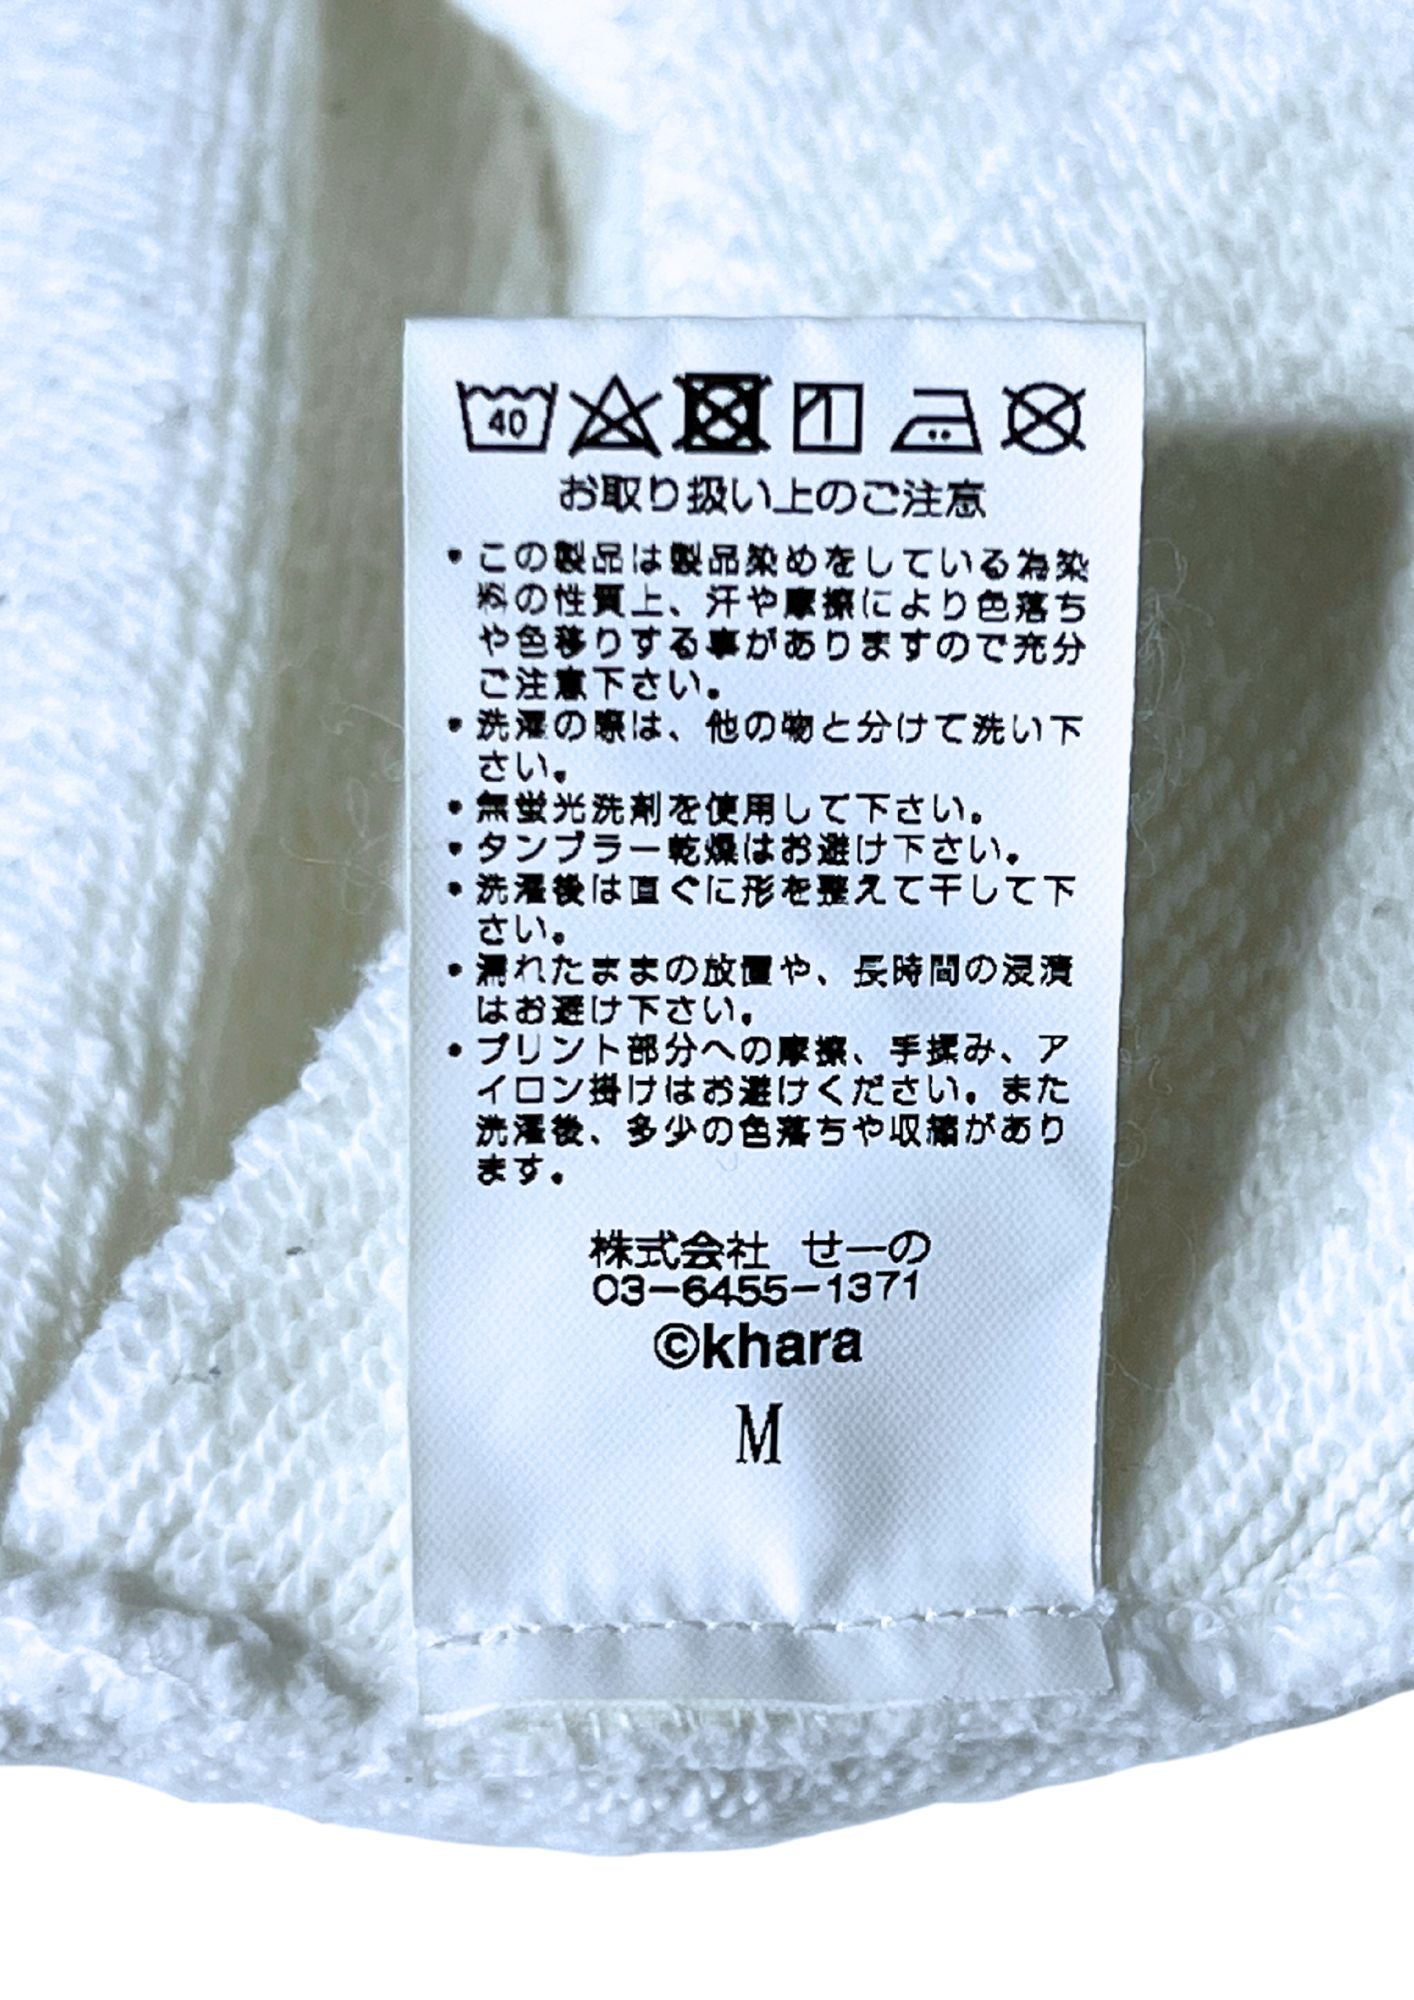 40
お取り扱い上のご注意
・この製品は製品染めをしている為染
料の性質上、汗や摩擦により色落ち
や色移りする事がありますので充分
ご注意下さい。
・洗濯の際は、他の物と分けて洗い下
さい。
・無蛍光洗剤を使用して下さい。
・タンブラー乾燥はお避け下さい。
・洗濯後は直ぐに形を整えて干して下
さい。
・濡れたままの放置や、長時間の浸漬
はお避け下さい。
・プリント部分への摩擦、手揉み、ア
イロン掛けはお避けください。また
洗濯後、多少の色落ちや収縮があり
ます。
株式会社 せーの
03-6455-1371
©khara
M